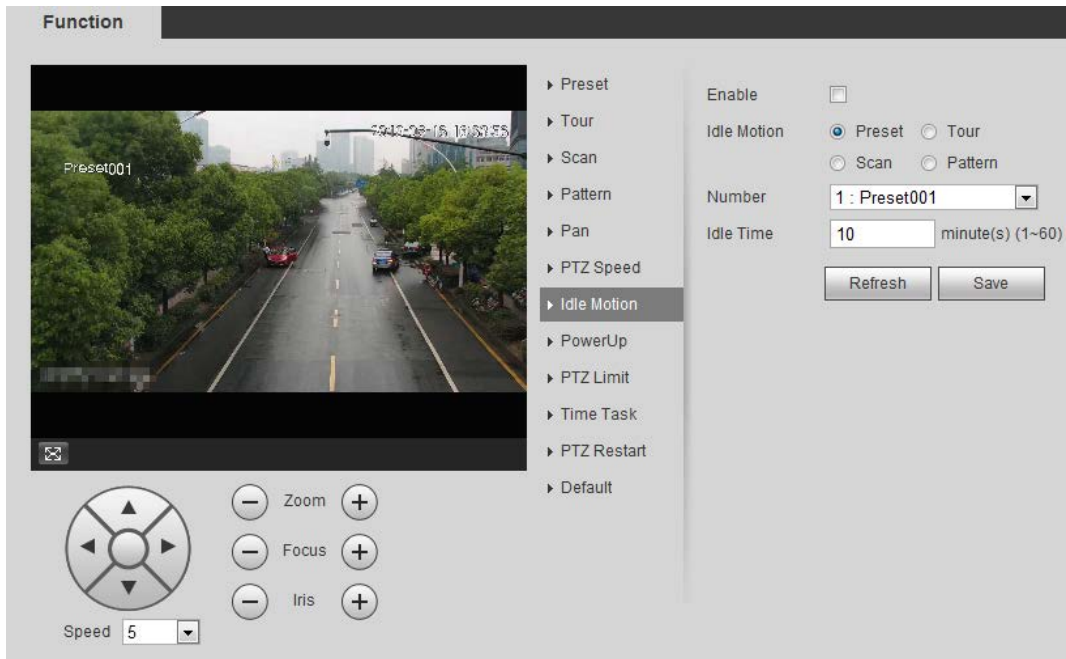 Function
Preset001
Preset
Tour
Scan
Pattern
Pan
PTZ Speed
Idle Motion
PowerUp
PTZ Limit
Time Task
PTZ Restart
Default
Enable
Idle Motion
Preset
Tour
Scan
Pattern
Number
1 : Preset001
Idle Time
10
minute(s) (1~60)
Refresh
Save
Zoom
Focus
Iris
Speed
5